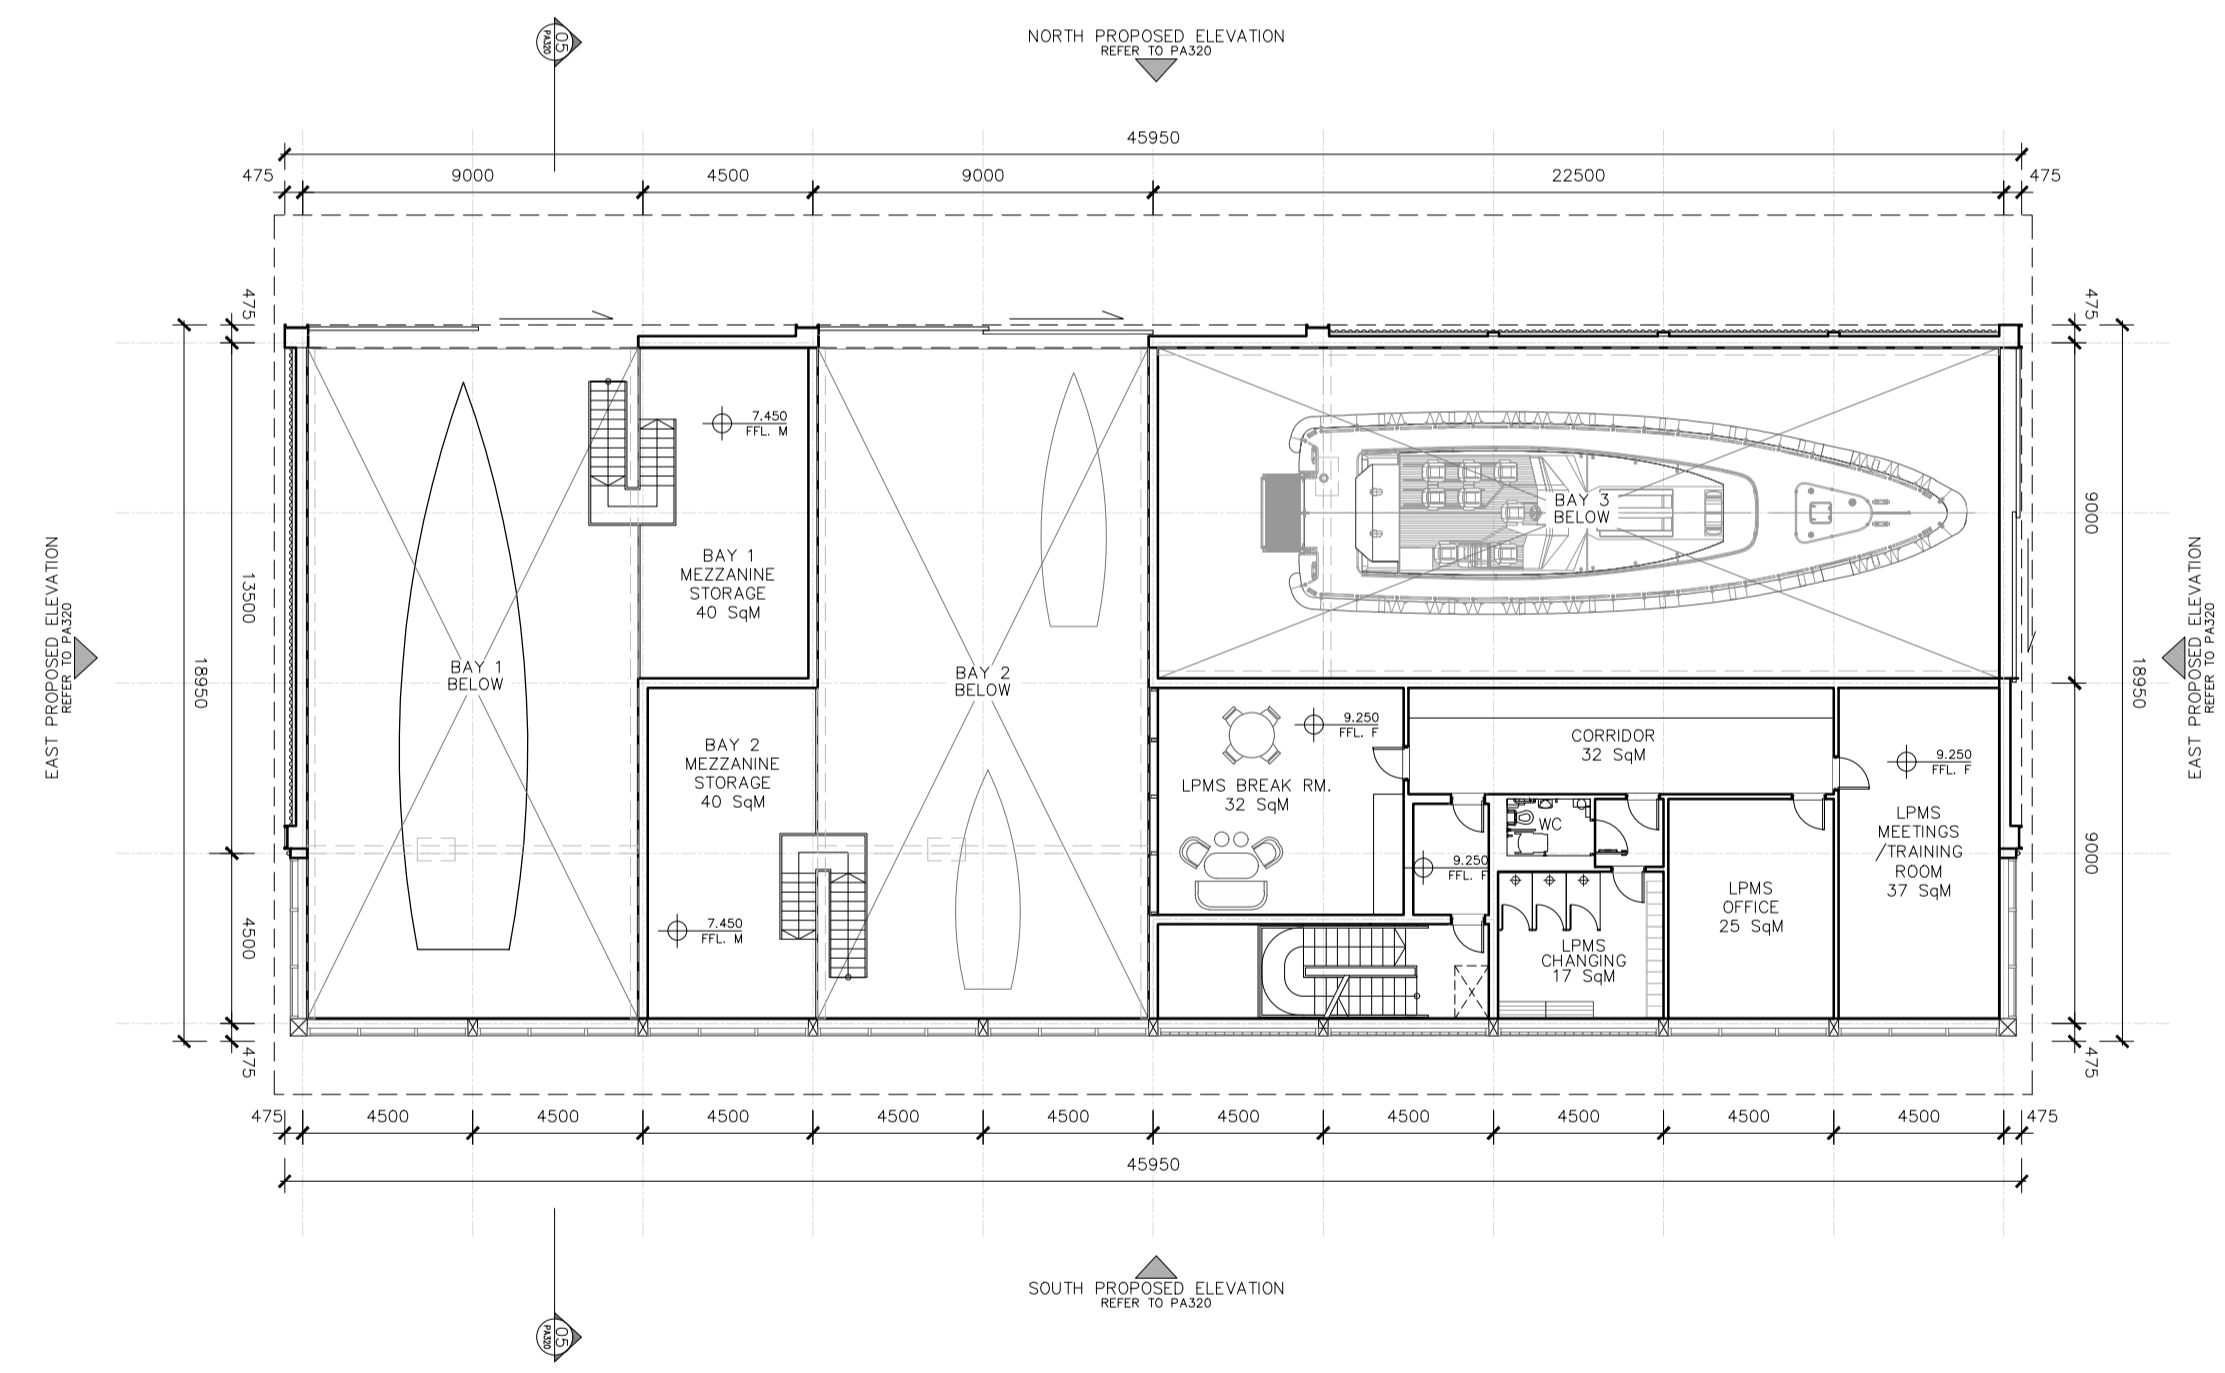 05
PA320
NORTH PROPOSED ELEVATION
REFER TO PA320
45950
475
9000
4500
9000
22500
475
475
475
7.450
FFL. M
BAY 3
BELOW
9000
EAST PROPOSED ELEVATION
REFER TO PA320
EAST PROPOSED ELEVATION
REFER TO PA320
BAY 1
MEZZANINE
STORAGE
40 SqM
13500
18950
18950
BAY 1
BELOW
BAY 2
BELOW
9.250
FFL. F
CORRIDOR
32 SqM
BAY 2
MEZZANINE
STORAGE
40 SqM
LPMS BREAK RM.
32 SqM
9.250
FFL. F
WC
LPMS
MEETINGS
/TRAINING
ROOM
37 SqM
9.250
FFL. F
9000
7.450
FFL. M
4500
LPMS
OFFICE
25 SqM
LPMS
CHANGING
17 SqM
475
475
475
4500
4500
4500
4500
4500
4500
4500
4500
4500
4500
475
45950
SOUTH PROPOSED ELEVATION
REFER TO PA320
05
PA320